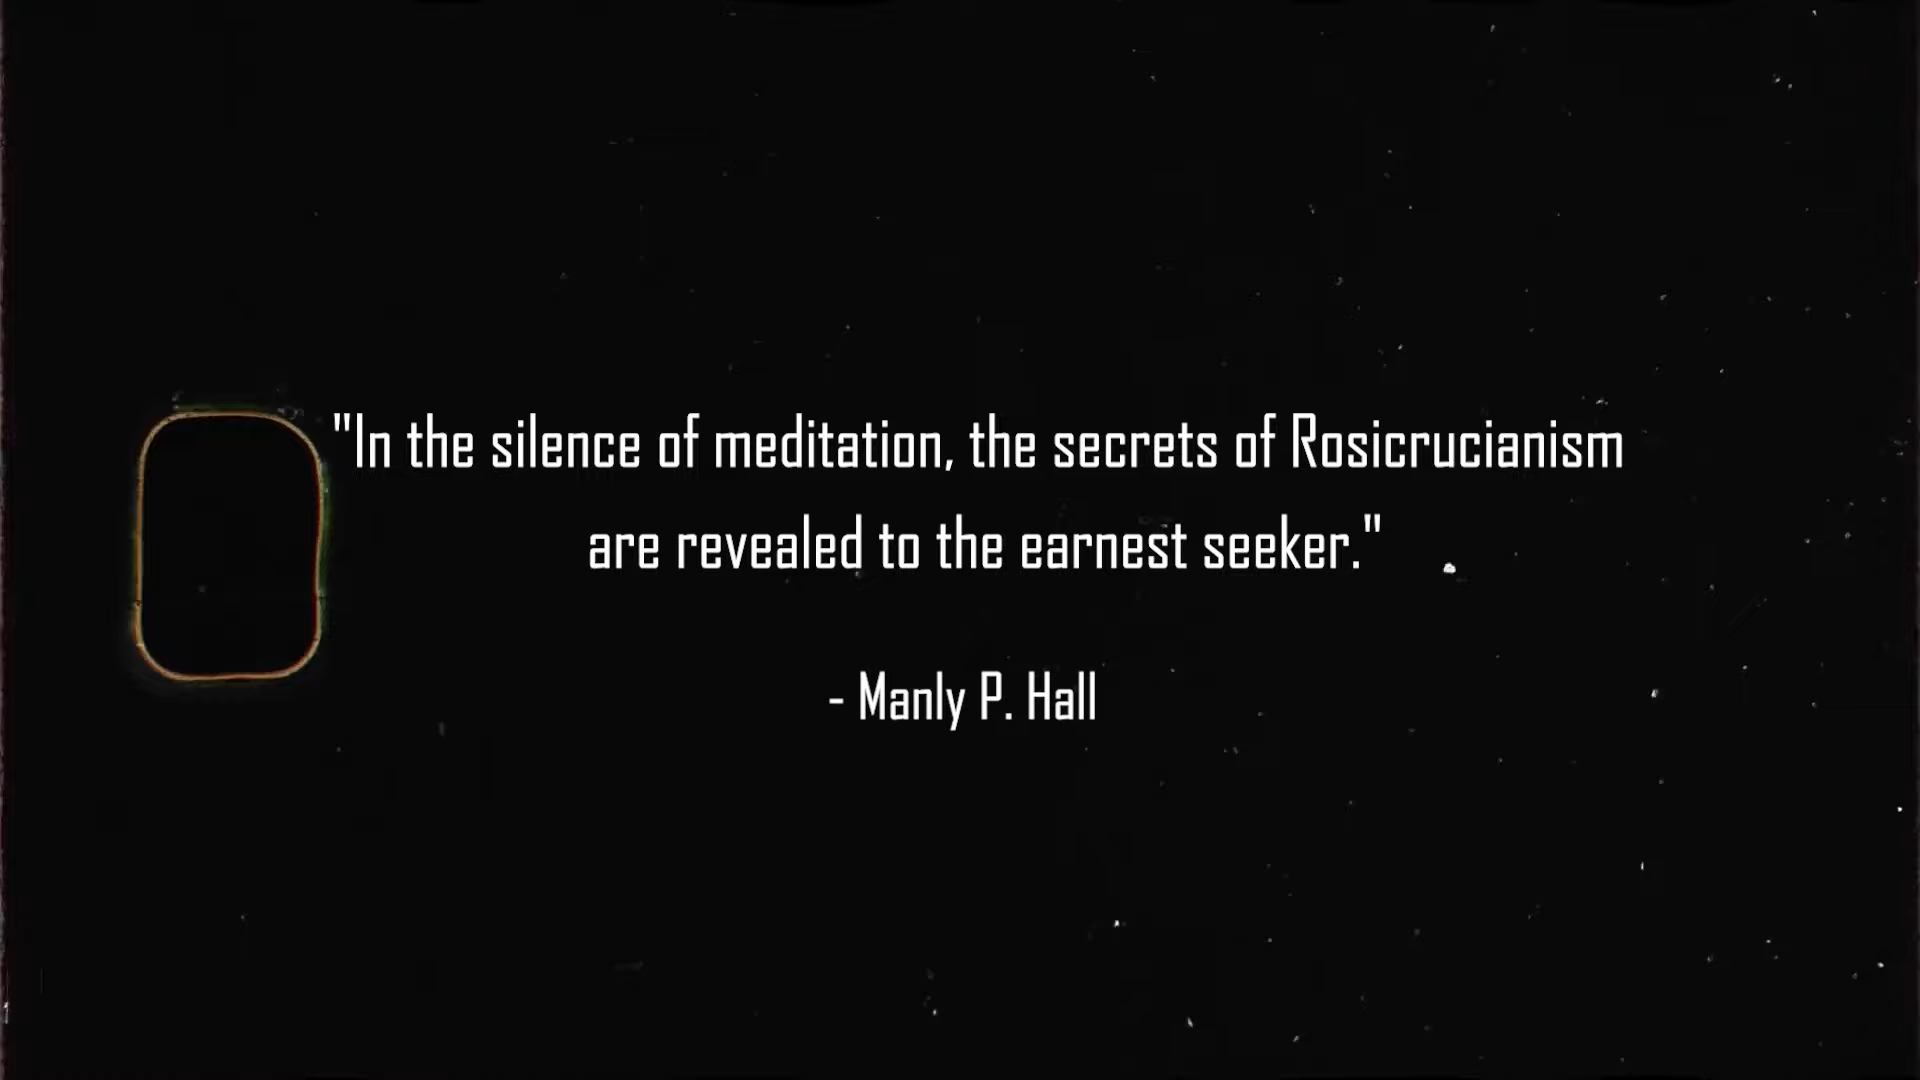 "In the silence of meditation, the secrets of Rosicrucianism
are revealed to the earnest seeker."
- Manly P. Hall